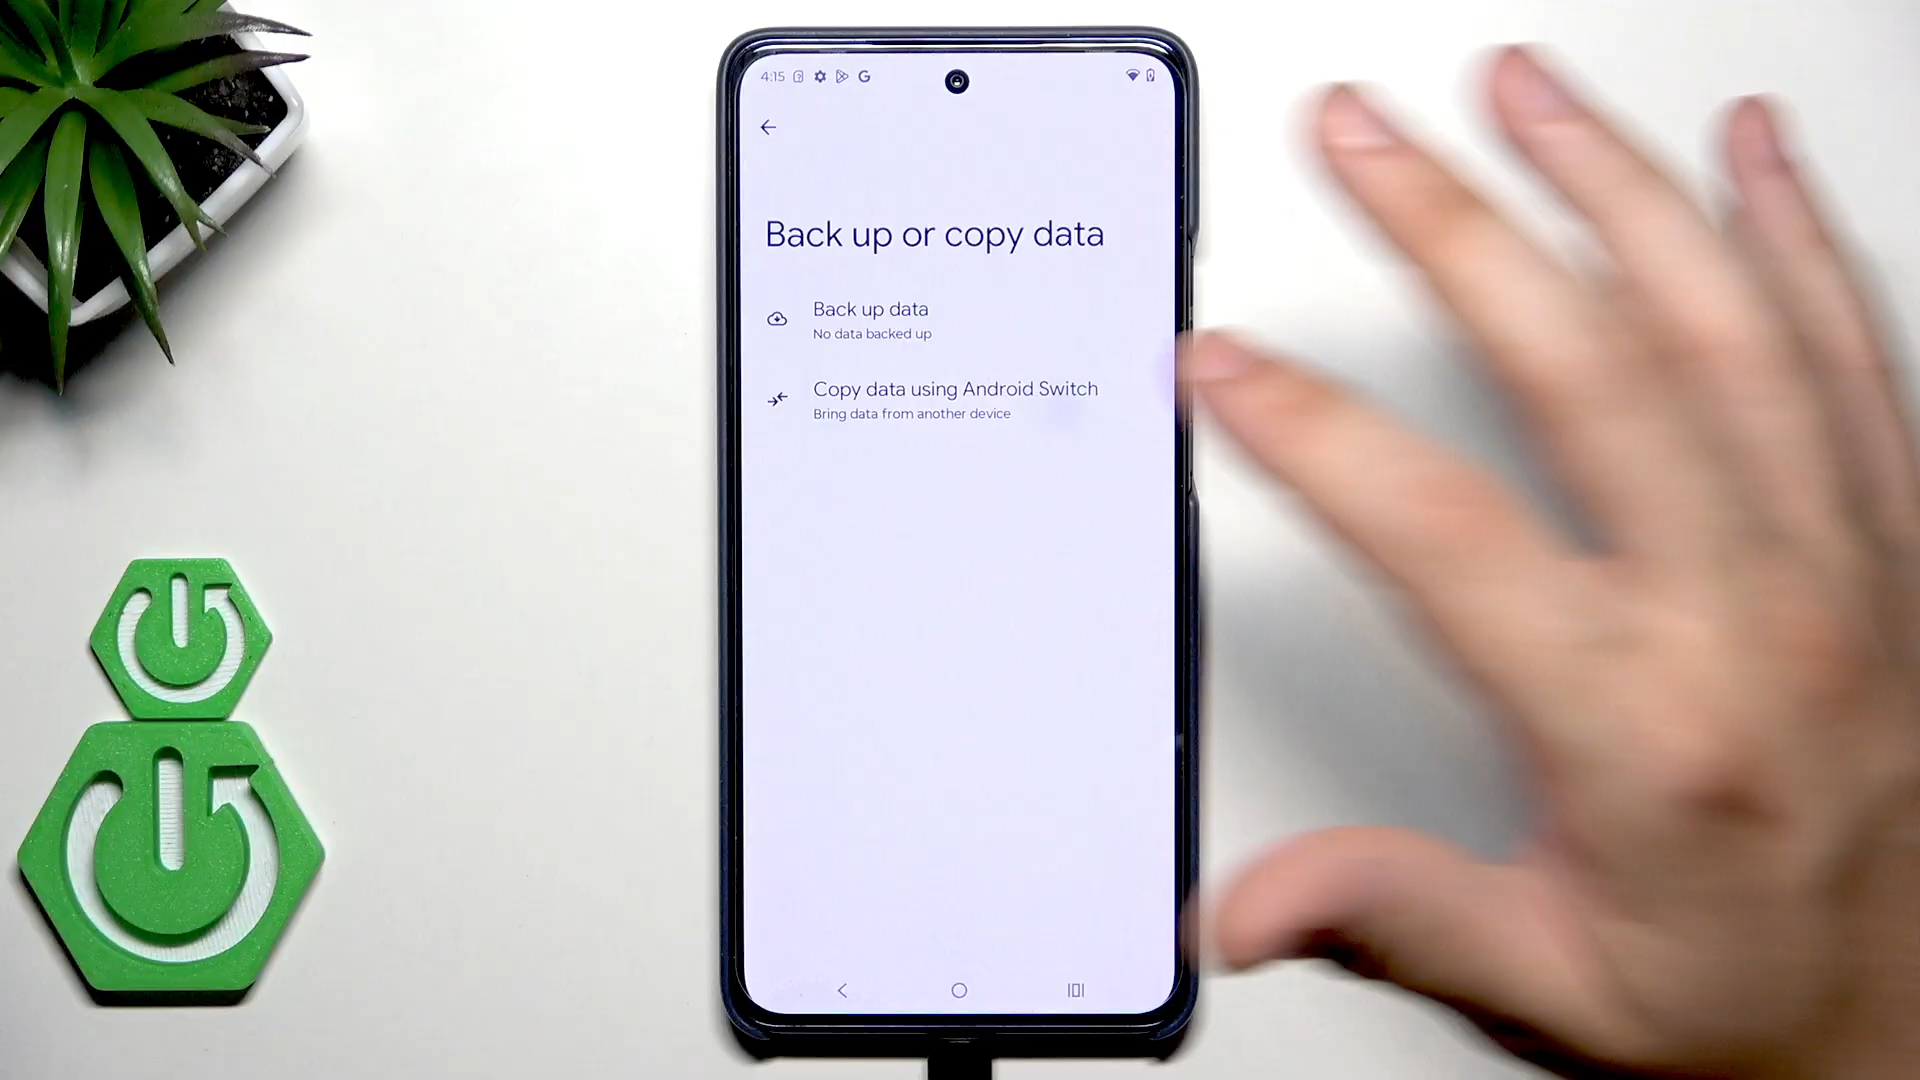 4:15
Back up or copy data
Back up data
No data backed up
Copy data using Android Switch
Bring data from another device